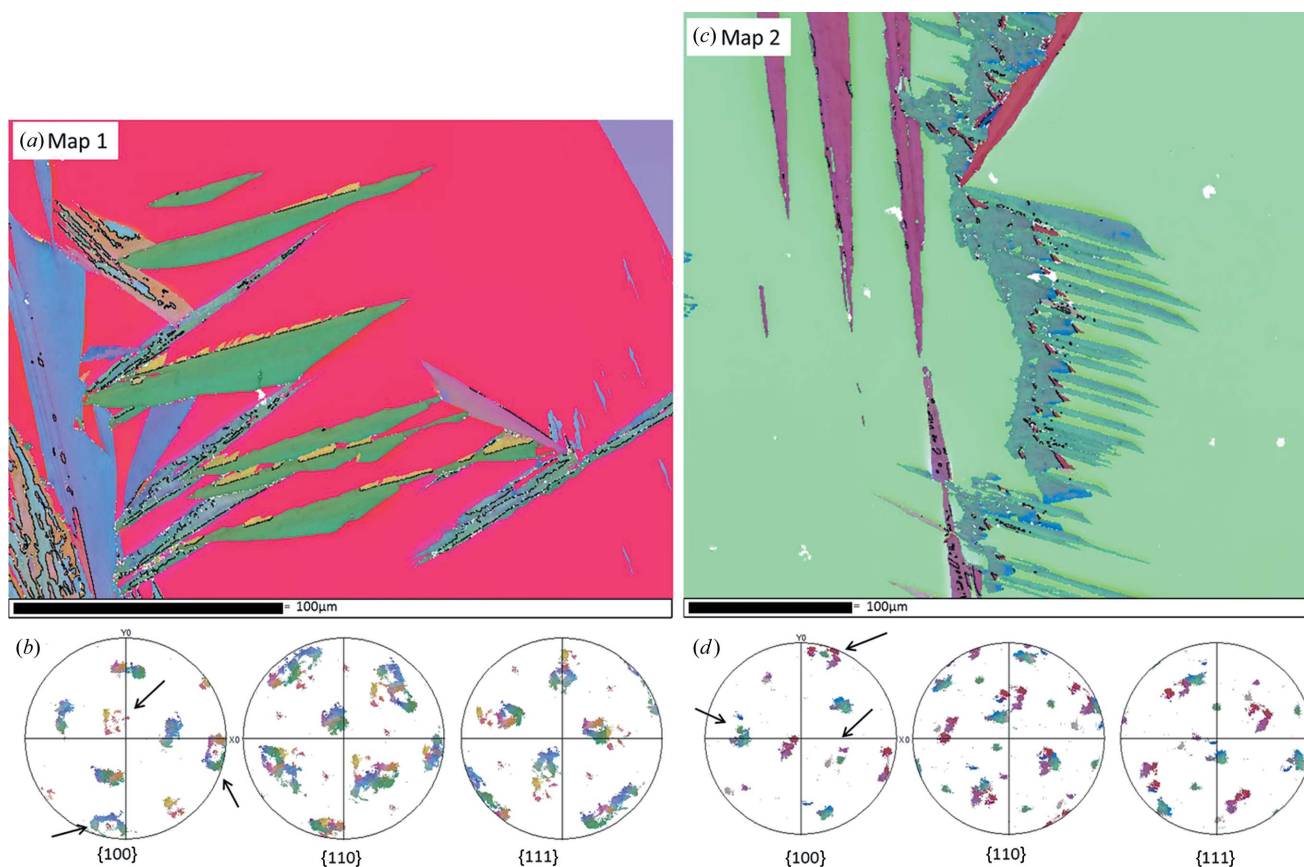 (a) Map 1
(c) Map 2
= 100μm
= 100μm
(b)
Y0
X0
{100}
{110}
{111}
(d)
Y0
X0
{100}
{110}
{111}